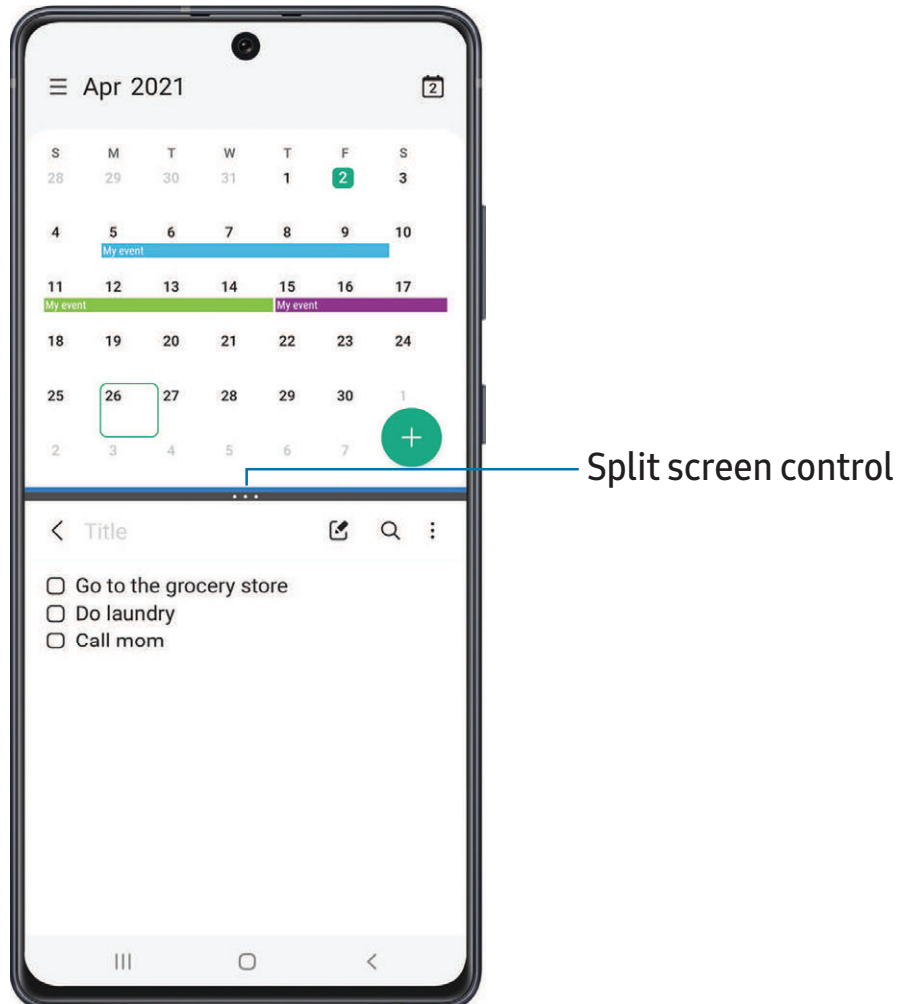 Apr 2021
2
S M T W T F S
28 29 30 31 1 2 3
4 5 6 7 8 9 10
My event
11 12 13 14 15 16 17
My event My event
18 19 20 21 22 23 24
25 26 27 28 29 30 1
2 3 4 5 6 7
Split screen control
Title
Go to the grocery store
Do laundry
Call mom